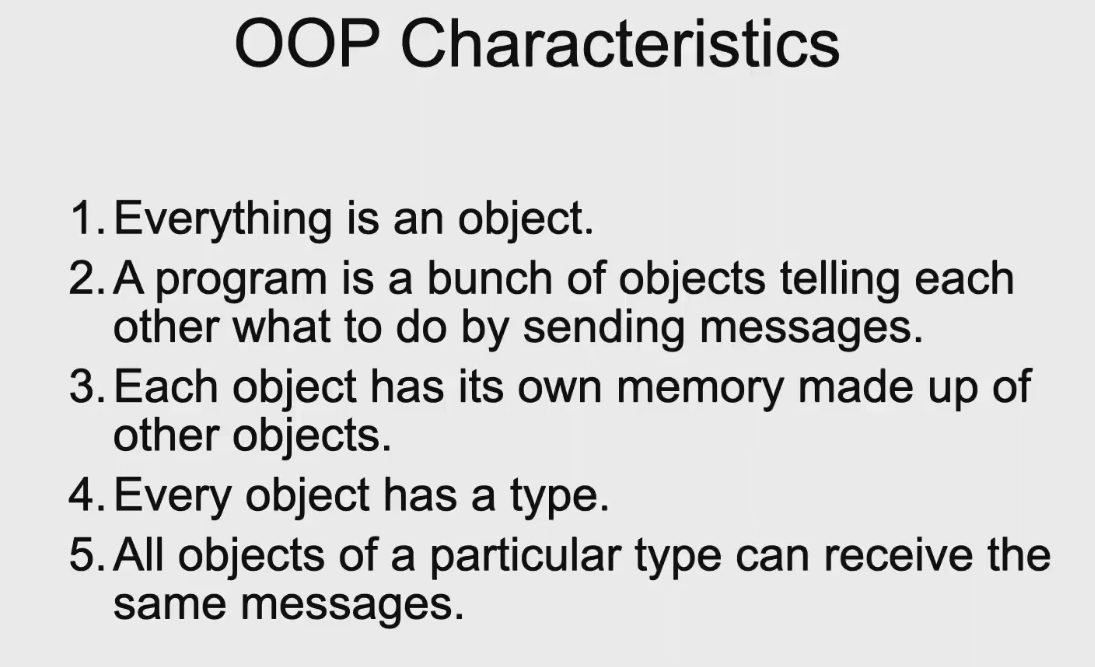 OOP Characteristics
1. Everything is an object.
2. A program is a bunch of objects telling each
other what to do by sending messages.
3. Each object has its own memory made up of
other objects.
4. Every object has a type.
5. All objects of a particular type can receive the
same messages.